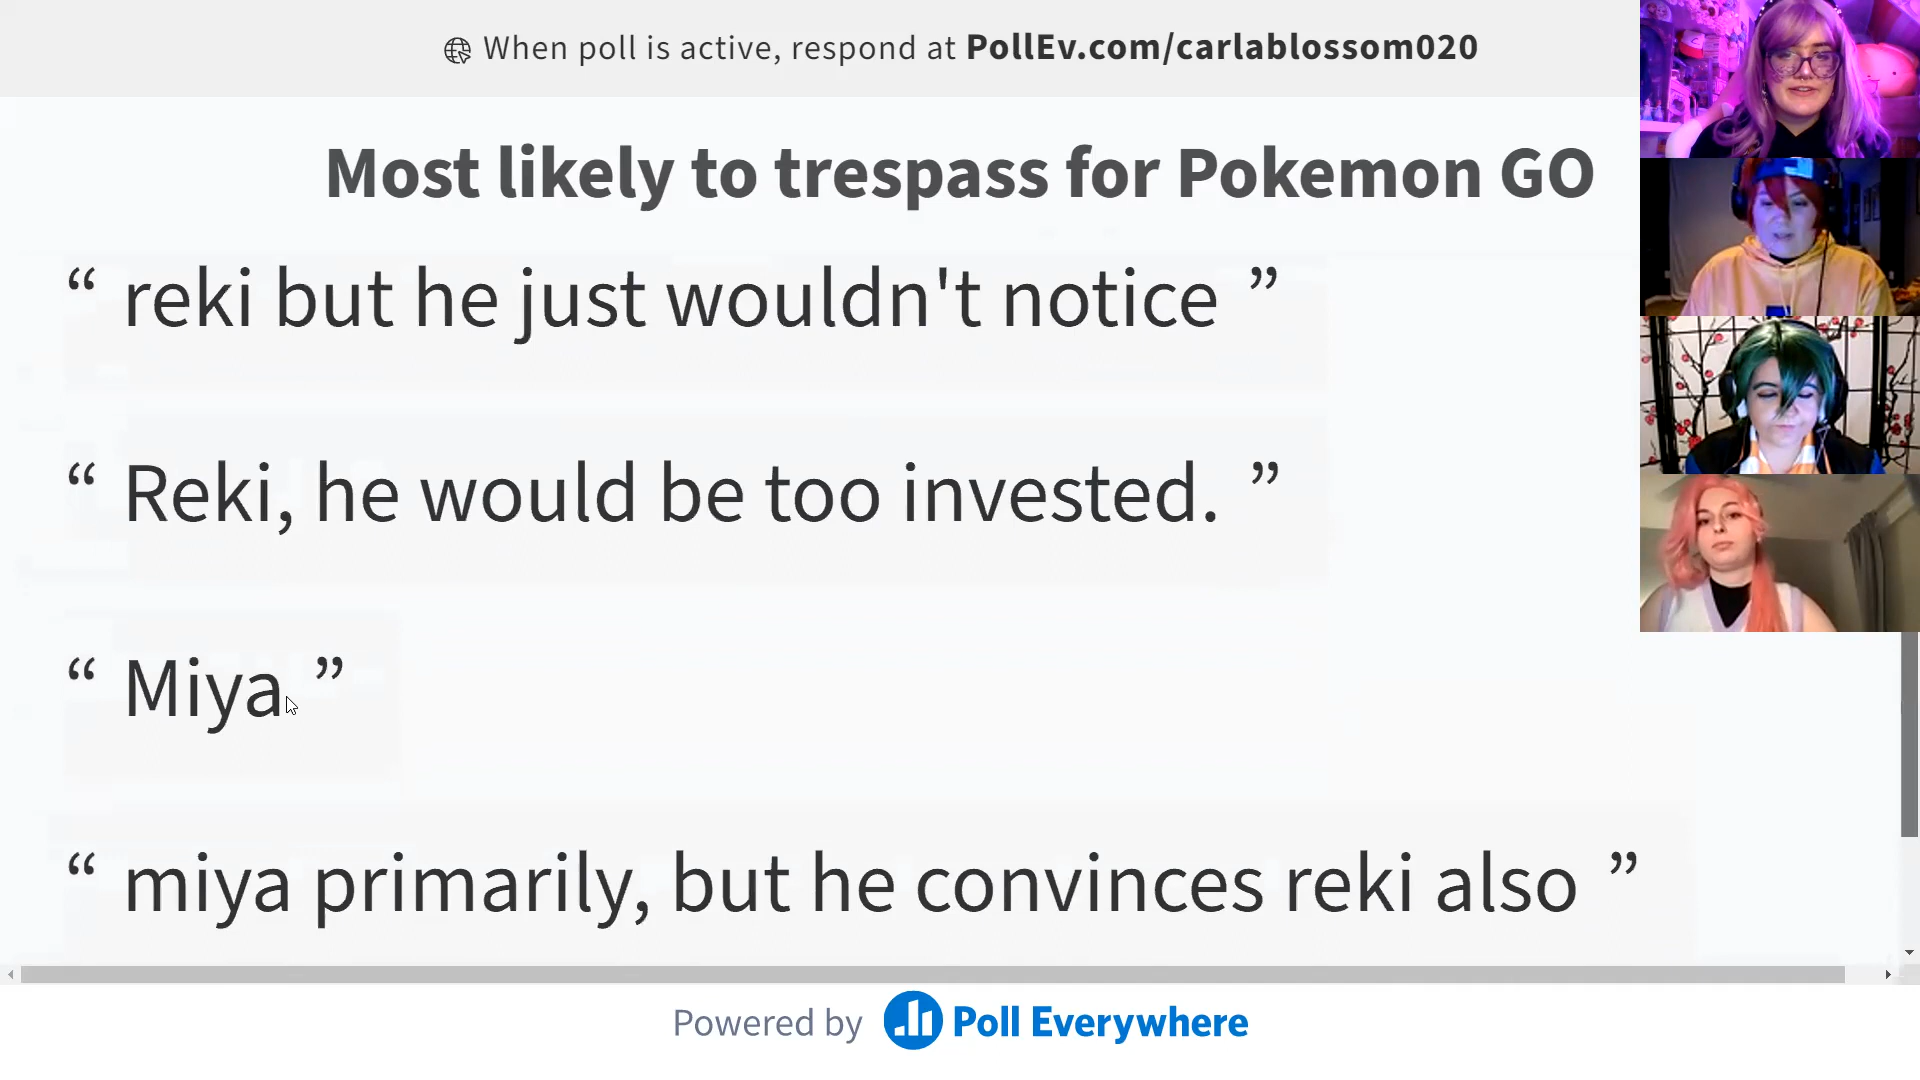 When poll is active, respond at PollEv.com/carlablossom020
Most likely to trespass for Pokemon GO
“ reki but he just wouldn't notice ”
“ Reki, he would be too invested. ”
“ Miya ”
“ miya primarily, but he convinces reki also ”
Powered by Poll Everywhere